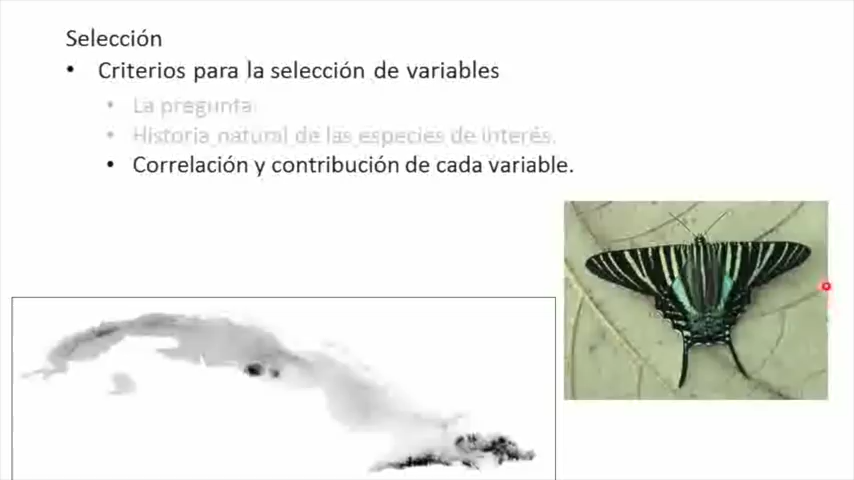 Selección
• Criterios para la selección de variables
• La pregunta.
• Historia natural de las especies de interés.
• Correlación y contribución de cada variable.